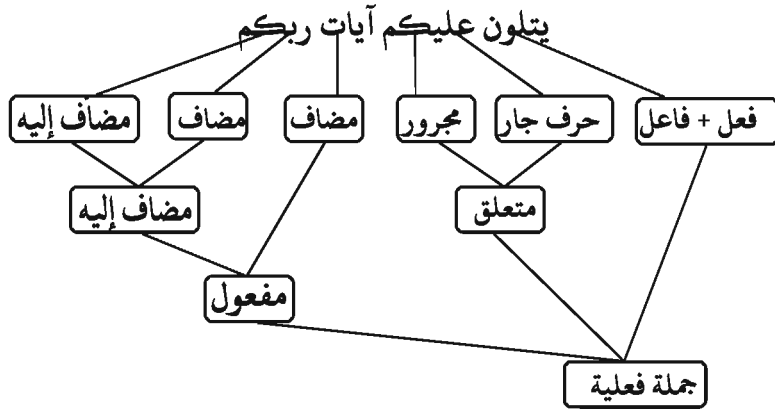 يتلون عليكم آيات ربكم
فعل + فاعل حرف جار مجرور مضاف مضاف مضاف إليه
متعلق مضاف إليه
مفعول
جملة فعلية